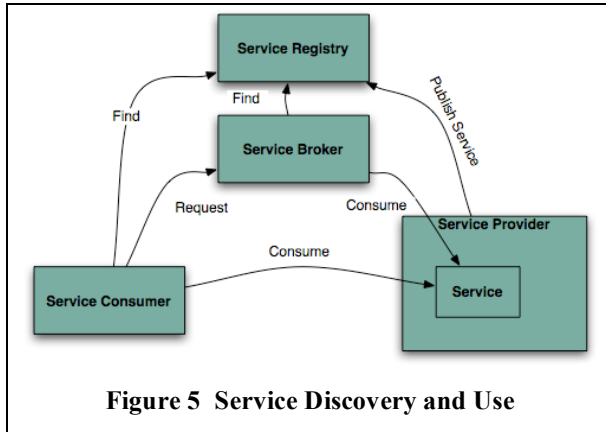 Service Registry
Find
Find
Publish Service
Service Broker
Request
Consume
Service Provider
Consume
Service
Service Consumer
Figure 5 Service Discovery and Use